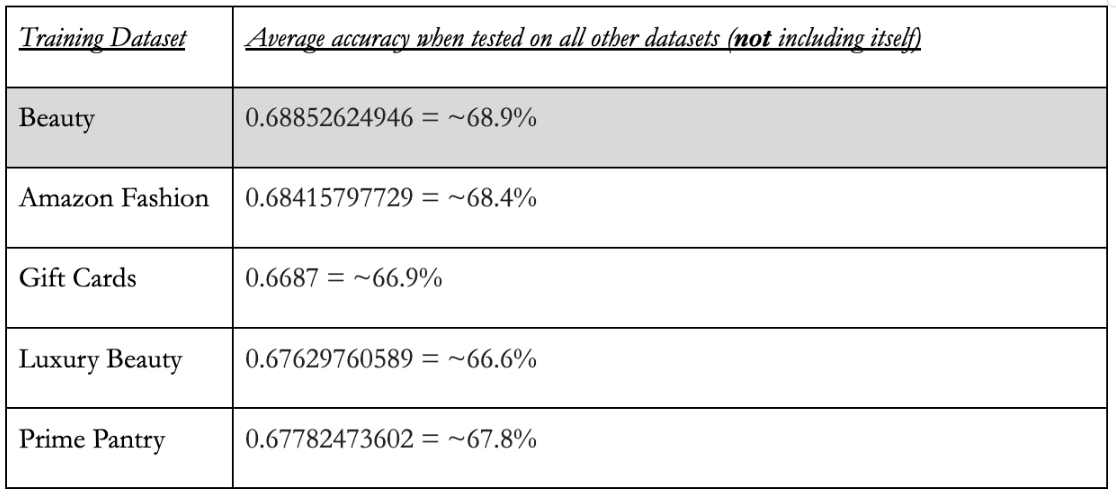 Training Dataset Average accuracy when tested on all other datasets (not including itself)
Beauty 0.68852624946 = ~68.9%
Amazon Fashion 0.68415797729 = ~68.4%
Gift Cards 0.6687 = ~66.9%
Luxury Beauty 0.67629760589 = ~66.6%
Prime Pantry 0.67782473602 = ~67.8%